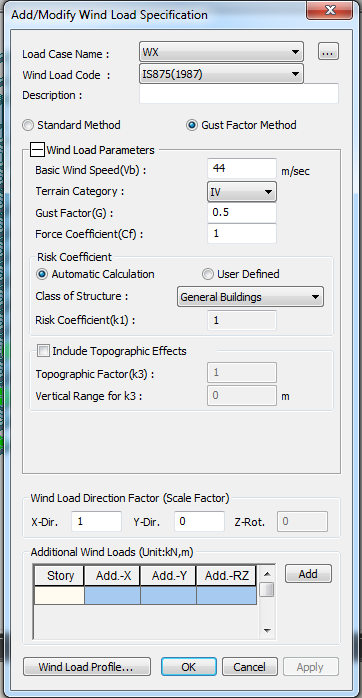 Add/Modify Wind Load Specification
Load Case Name : WX ...
Wind Load Code : IS875(1987)
Description :
Standard Method Gust Factor Method
Wind Load Parameters
Basic Wind Speed(Vb) : 44 m/sec
Terrain Category : IV
Gust Factor(G) : 0.5
Force Coefficient(Cf) : 1
Risk Coefficient
Automatic Calculation User Defined
Class of Structure : General Buildings
Risk Coefficient(k1) : 1
Include Topographic Effects
Topographic Factor(k3) : 1
Vertical Range for k3 : 0 m
Wind Load Direction Factor (Scale Factor)
X-Dir. 1 Y-Dir. 0 Z-Rot. 0
Additional Wind Loads (Unit:kN,m)
Story Add.-X Add.-Y Add.-RZ Add
Wind Load Profile... OK Cancel Apply